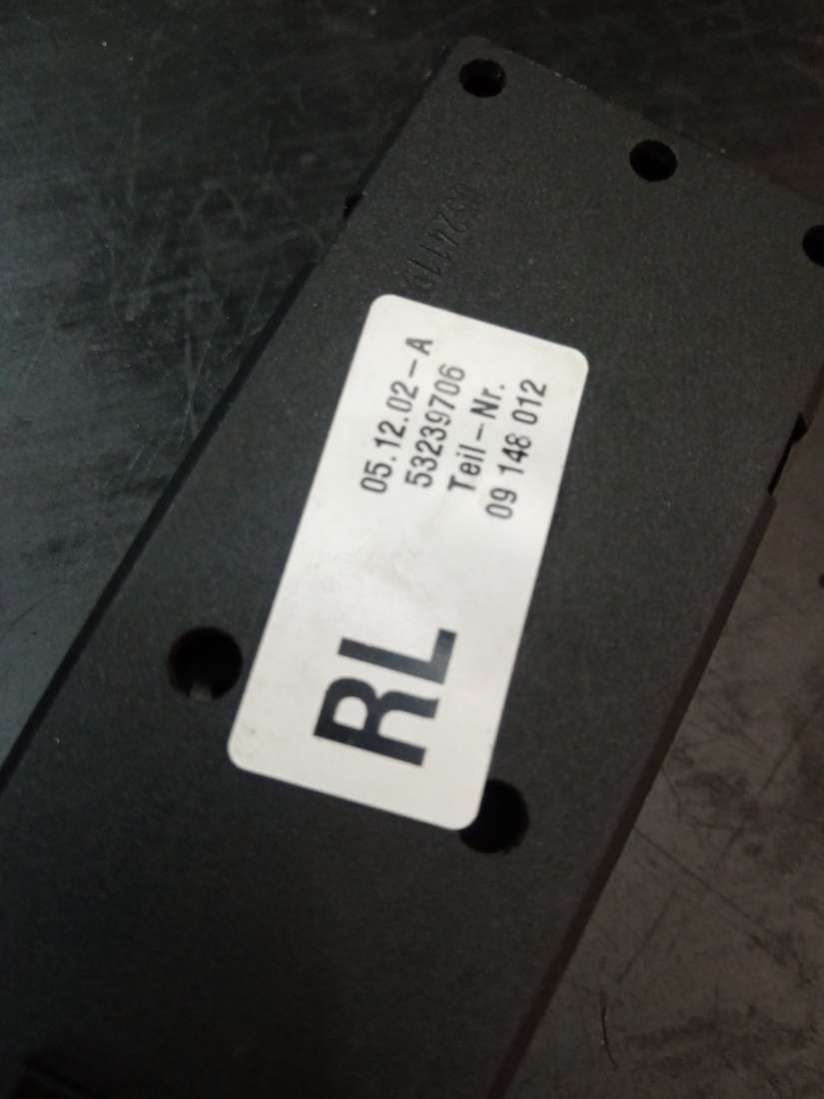 05.12.02-A
53239706
Teil-Nr.
09 148 012
RL